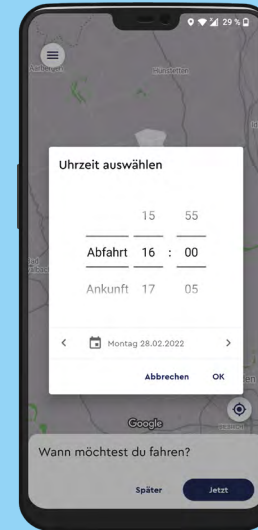 29 %
Hünstetten
Uhrzeit auswählen
15 55
Abfahrt 16 : 00
Ankunft 17 05
< Montag 28.02.2022 >
Abbrechen OK
Google
Wann möchtest du fahren?
Später Jetzt